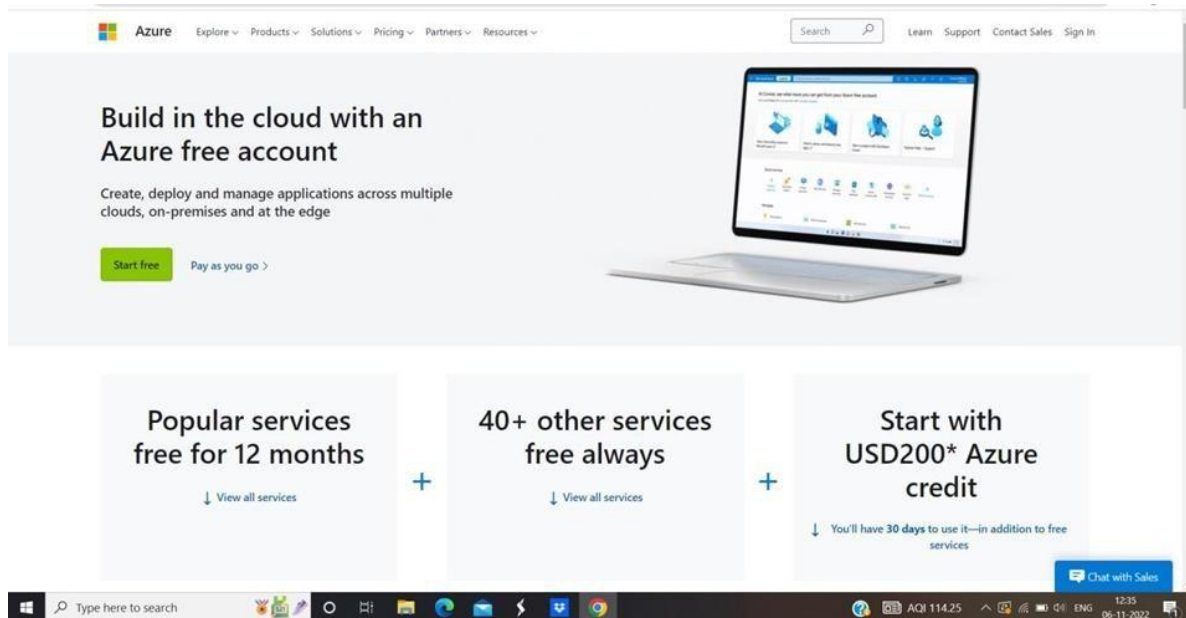 Azure Explore Products Solutions Pricing Partners Resources Search Learn Support Contact Sales Sign In
Build in the cloud with an
Azure free account
Create, deploy and manage applications across multiple
clouds, on-premises and at the edge
Start free Pay as you go >
Popular services
free for 12 months
↓ View all services
+
40+ other services
free always
↓ View all services
+
Start with
USD200* Azure
credit
↓ You'll have 30 days to use it—in addition to free
services
Chat with Sales
Type here to search
AQI 114.25 ENG 12:35
06-11-2022